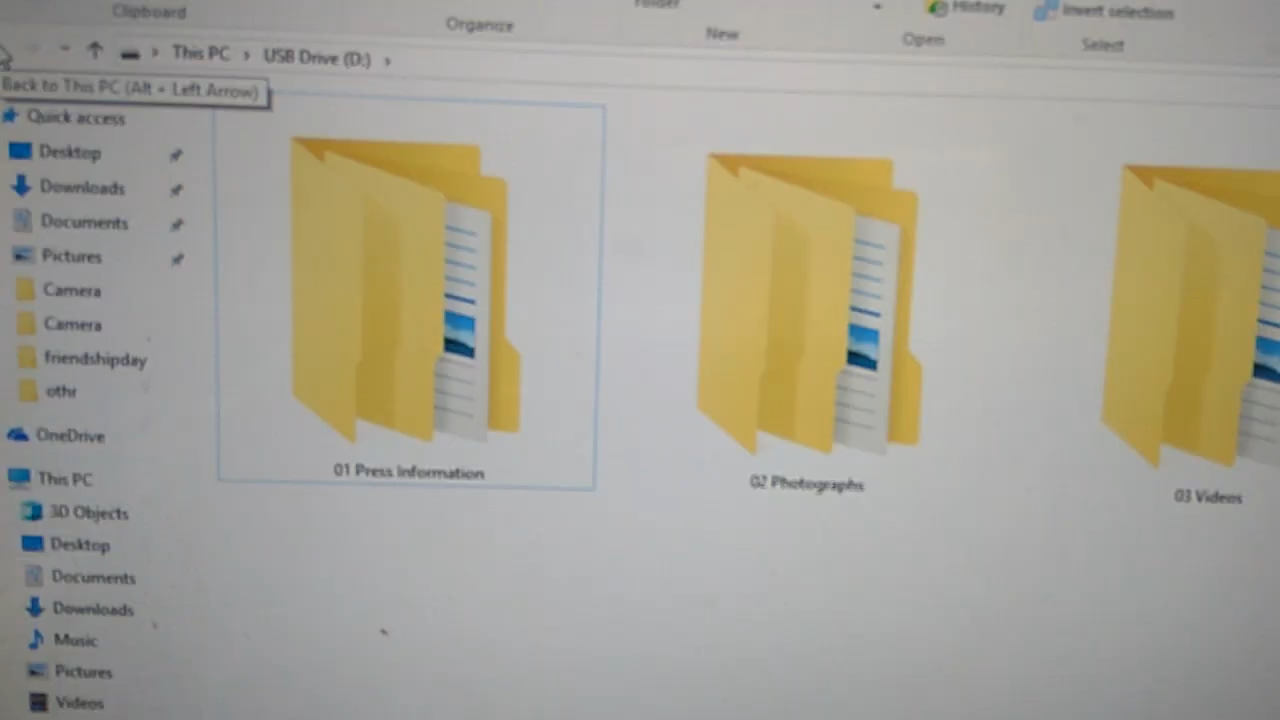 Clipboard
Organize
Folder
New
History
Open
Invert selection
Select
This PC > USB Drive (D:) >
Back to This PC (Alt + Left Arrow)
Quick access
Desktop
Downloads
Documents
Pictures
Camera
Camera
friendshipday
othr
OneDrive
This PC
3D Objects
Desktop
Documents
Downloads
Music
Pictures
Videos
01 Press Information
02 Photographs
03 Videos